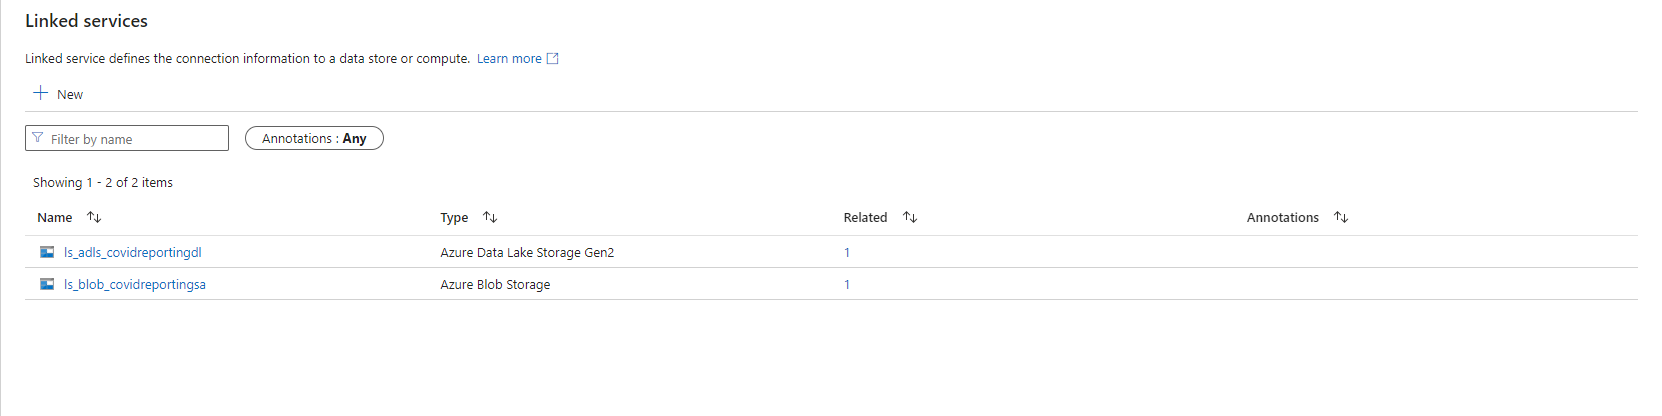 Linked services
Linked service defines the connection information to a data store or compute. Learn more
New
Filter by name
Annotations : Any
Showing 1 - 2 of 2 items
Name Type Related Annotations
ls_adls_covidreportingdl Azure Data Lake Storage Gen2 1
ls_blob_covidreportingsa Azure Blob Storage 1